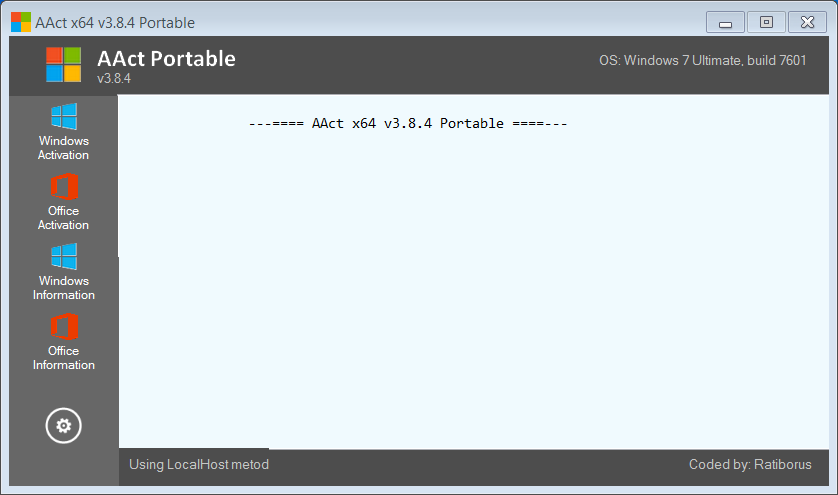 AAct x64 v3.8.4 Portable
AAct Portable
v3.8.4
OS: Windows 7 Ultimate, build 7601
---==== AAct x64 v3.8.4 Portable ====---
Windows
Activation
Office
Activation
Windows
Information
Office
Information
Using LocalHost metod
Coded by: Ratiborus